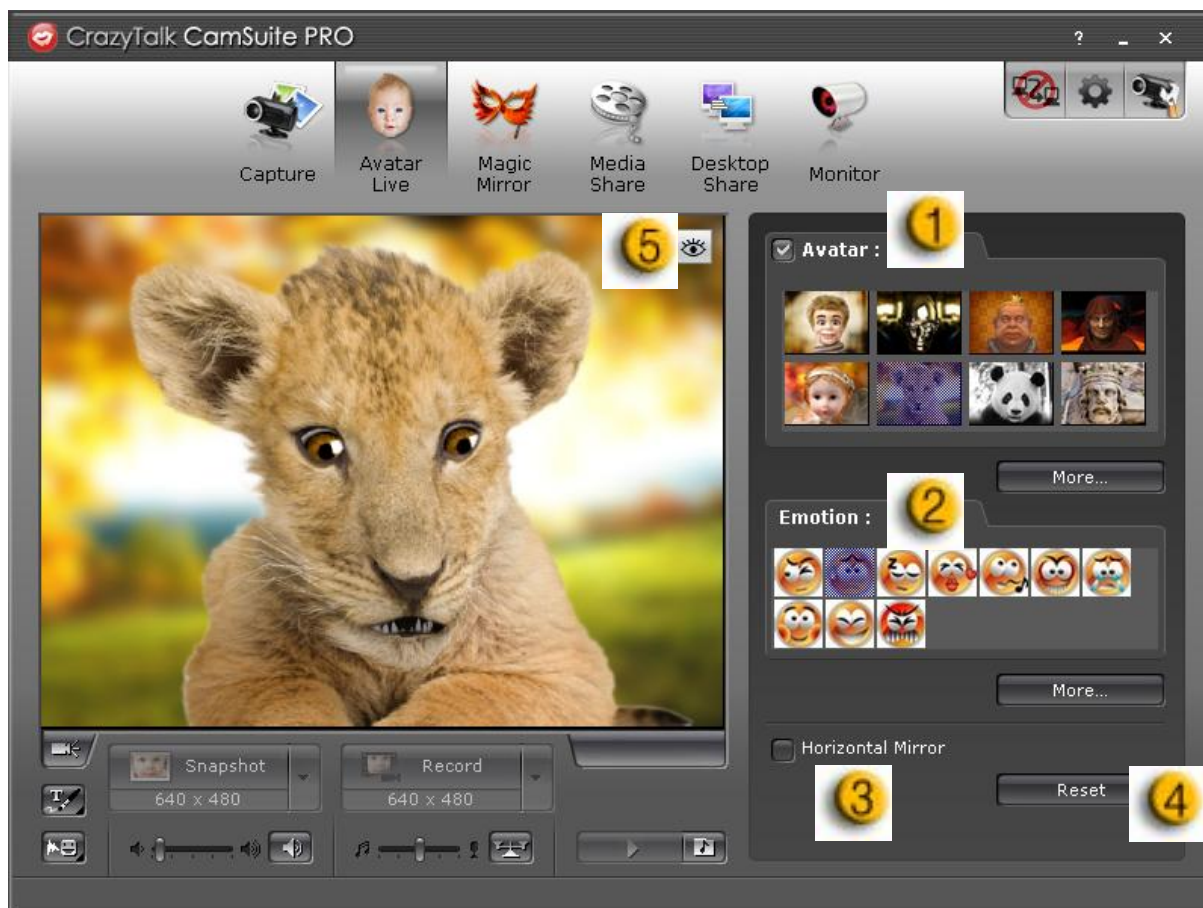 CrazyTalk CamSuite PRO
?
Capture
Avatar
Live
Magic
Mirror
Media
Share
Desktop
Share
Monitor
1
5
Avatar :
More...
2
Emotion :
More...
Horizontal Mirror
3
Reset
4
Snapshot
640 x 480
Record
640 x 480